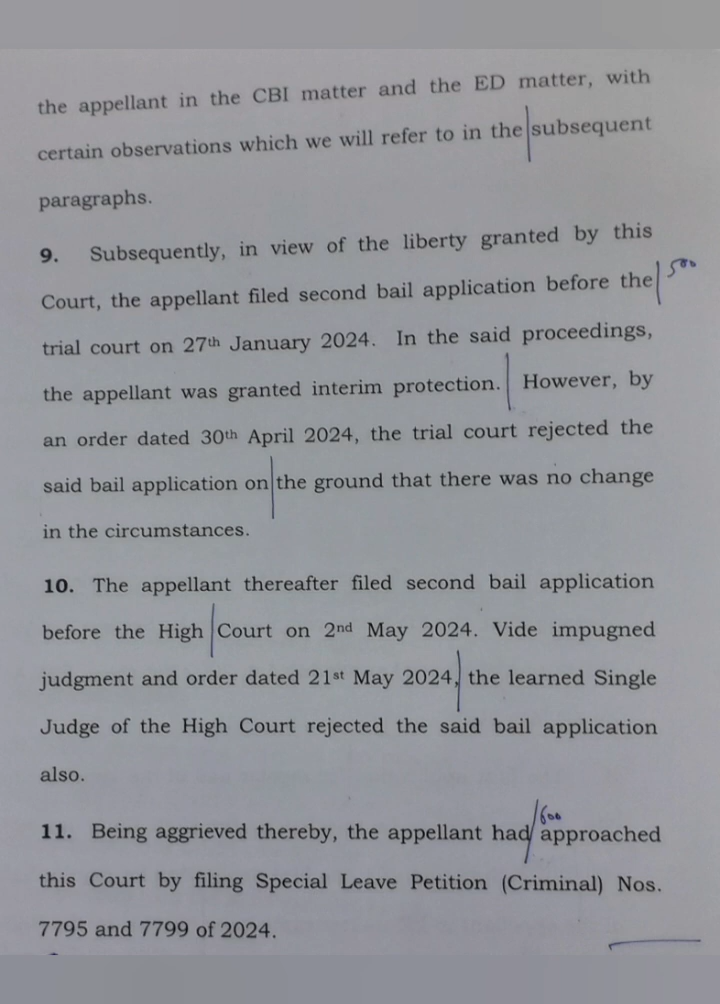 the appellant in the CBI matter and the ED matter, with
certain observations which we will refer to in the subsequent
paragraphs.
9. Subsequently, in view of the liberty granted by this
Court, the appellant filed second bail application before the 500
trial court on 27th January 2024. In the said proceedings,
the appellant was granted interim protection. However, by
an order dated 30th April 2024, the trial court rejected the
said bail application on the ground that there was no change
in the circumstances.
10. The appellant thereafter filed second bail application
before the High Court on 2nd May 2024. Vide impugned
judgment and order dated 21st May 2024, the learned Single
Judge of the High Court rejected the said bail application
also.
600
11. Being aggrieved thereby, the appellant had approached
this Court by filing Special Leave Petition (Criminal) Nos.
7795 and 7799 of 2024.